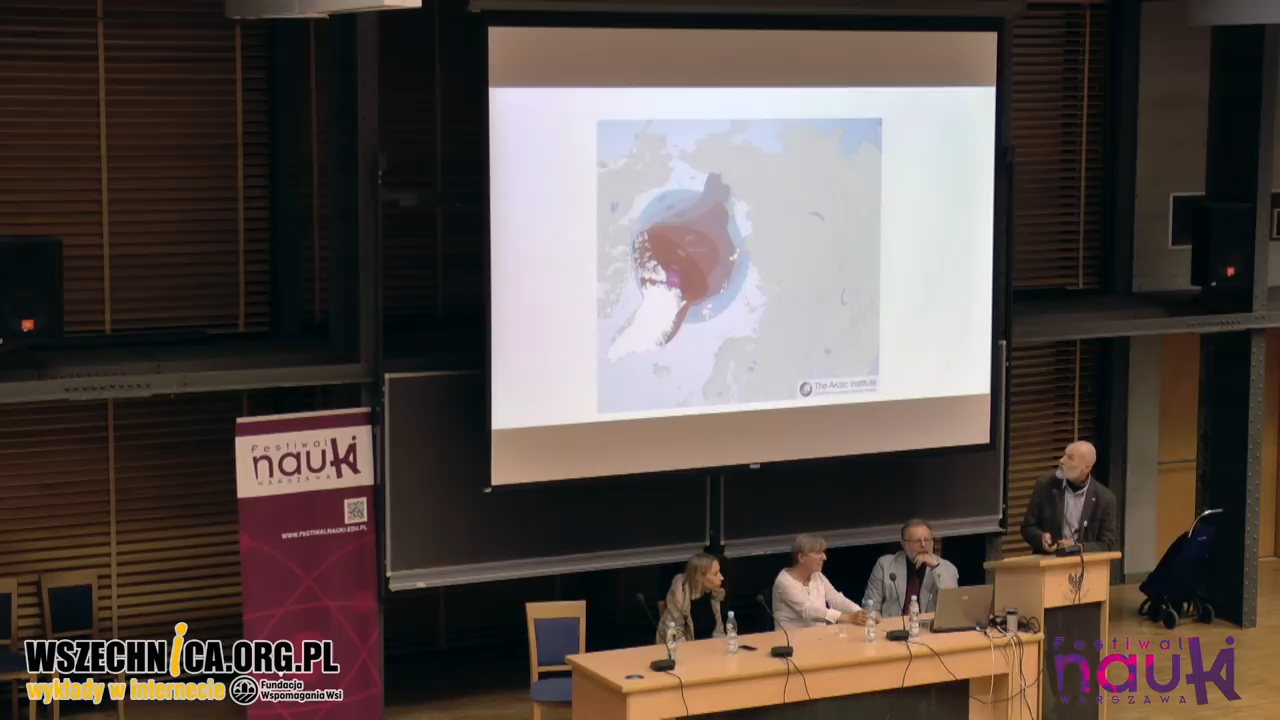 The Arctic Institute
Festiwal
nauki
WARSZAWA
WWW.FESTIWALNAUKI.EDU.PL
WSZECHNICA.ORG.PL
wykłady w internecie
Fundacja
Wspomagania Wsi
Festiwal
nauki
WARSZAWA